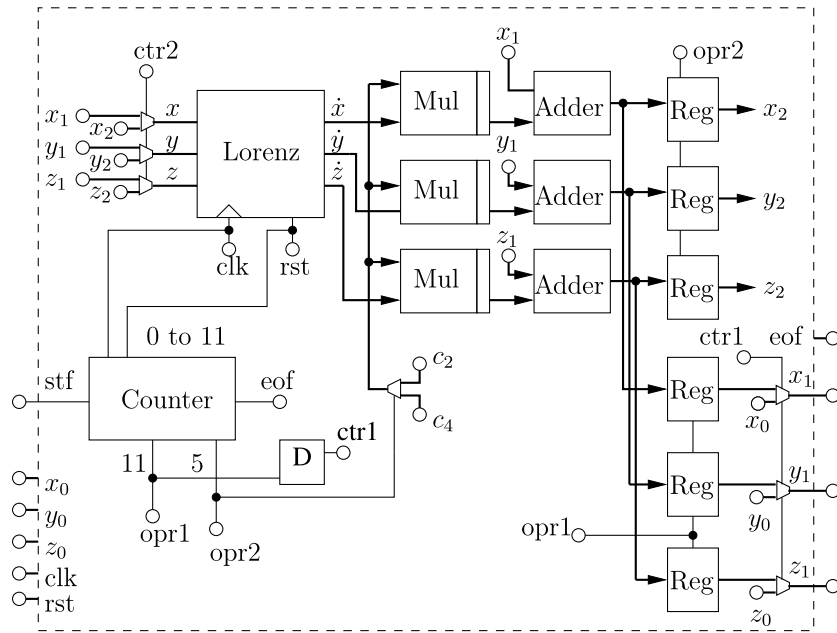 ctr2
x₁
opr2
x₁
x₂
x
ẋ
Mul
Adder
Reg
x₂
y₁
y₂
y
Lorenz
ẏ
y₁
z₁
z₂
z
ż
Mul
Adder
Reg
y₂
clk
rst
z₁
Mul
Adder
Reg
z₂
0 to 11
ctr1
eof
stf
Counter
eof
c₂
c₄
Reg
x₁
x₀
11
5
D
ctr1
x₀
y₀
z₀
clk
rst
opr1
opr2
Reg
y₁
y₀
opr1
Reg
z₁
z₀